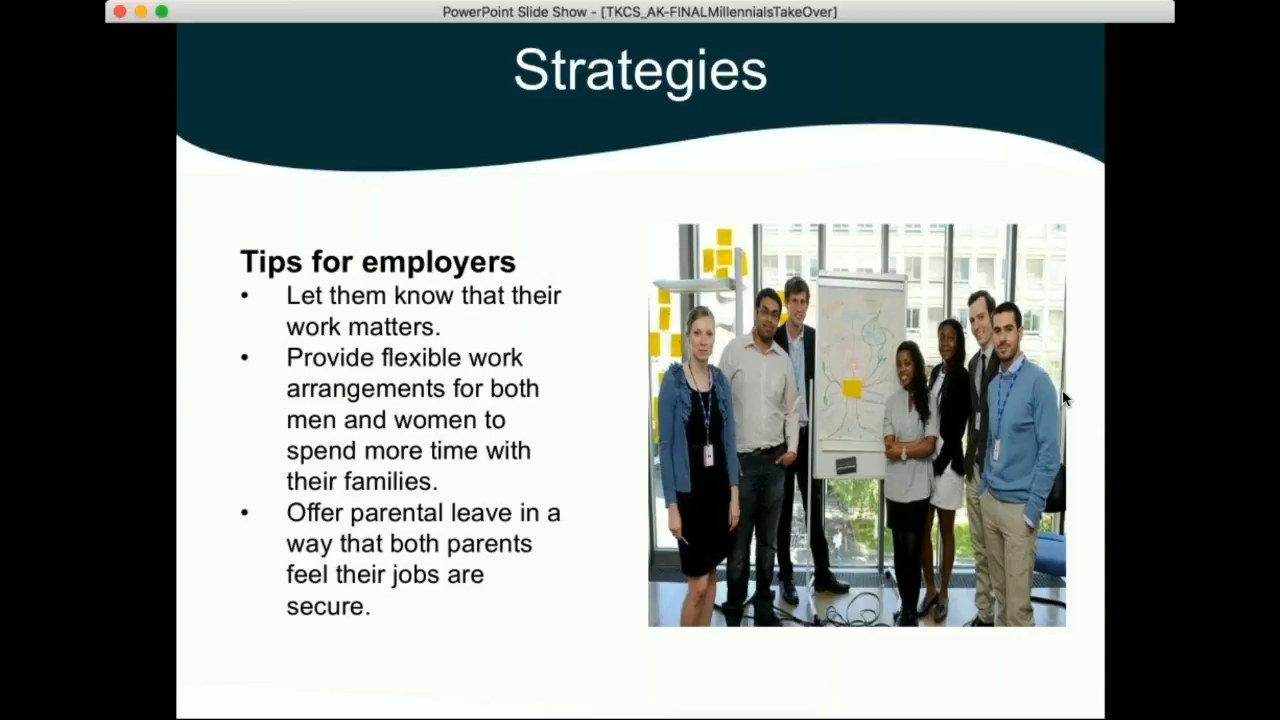 PowerPoint Slide Show - [TKCS_AK-FINALMillennialsTakeOver]
Strategies
Tips for employers
• Let them know that their
work matters.
• Provide flexible work
arrangements for both
men and women to
spend more time with
their families.
• Offer parental leave in a
way that both parents
feel their jobs are
secure.